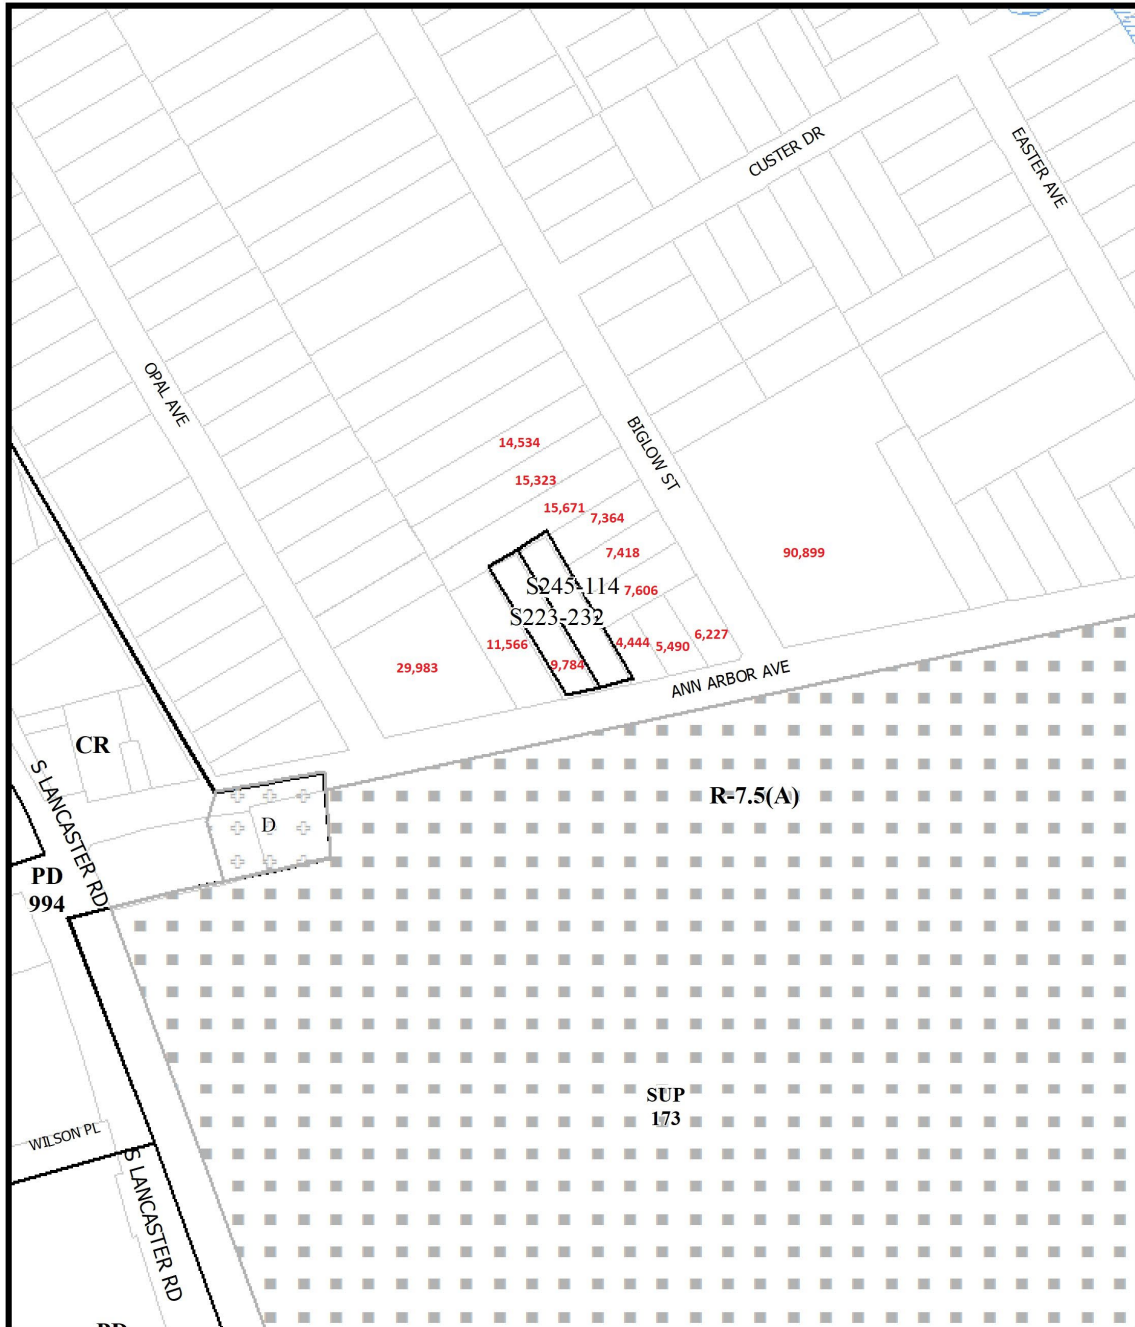 CUSTER DR
EASTER AVE
OPAL AVE
BIGLOW ST
14,534
15,323
15,671
7,364
7,418
90,899
S245-114
7,606
S223-232
11,566
4,444
5,490
6,227
9,784
29,983
ANN ARBOR AVE
CR
S LANCASTER RD
R-7.5(A)
D
PD
994
SUP
173
WILSON PL
S LANCASTER RD
PD